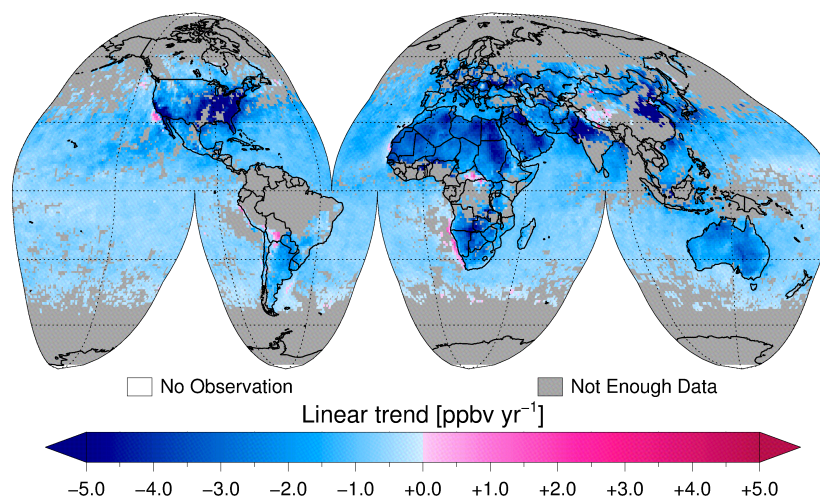 No Observation
Not Enough Data
Linear trend [ppbv yr⁻¹]
−5.0 −4.0 −3.0 −2.0 −1.0 +0.0 +1.0 +2.0 +3.0 +4.0 +5.0